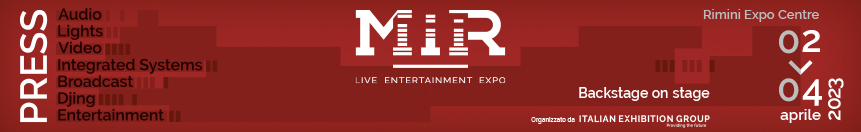 PRESS
Audio
Lights
Video
Integrated Systems
Broadcast
Djing
Entertainment
MIR
LIVE ENTERTAINMENT EXPO
Rimini Expo Centre
02
04
aprile
2023
Backstage on stage
Organizzato da ITALIAN EXHIBITION GROUP
Providing the future